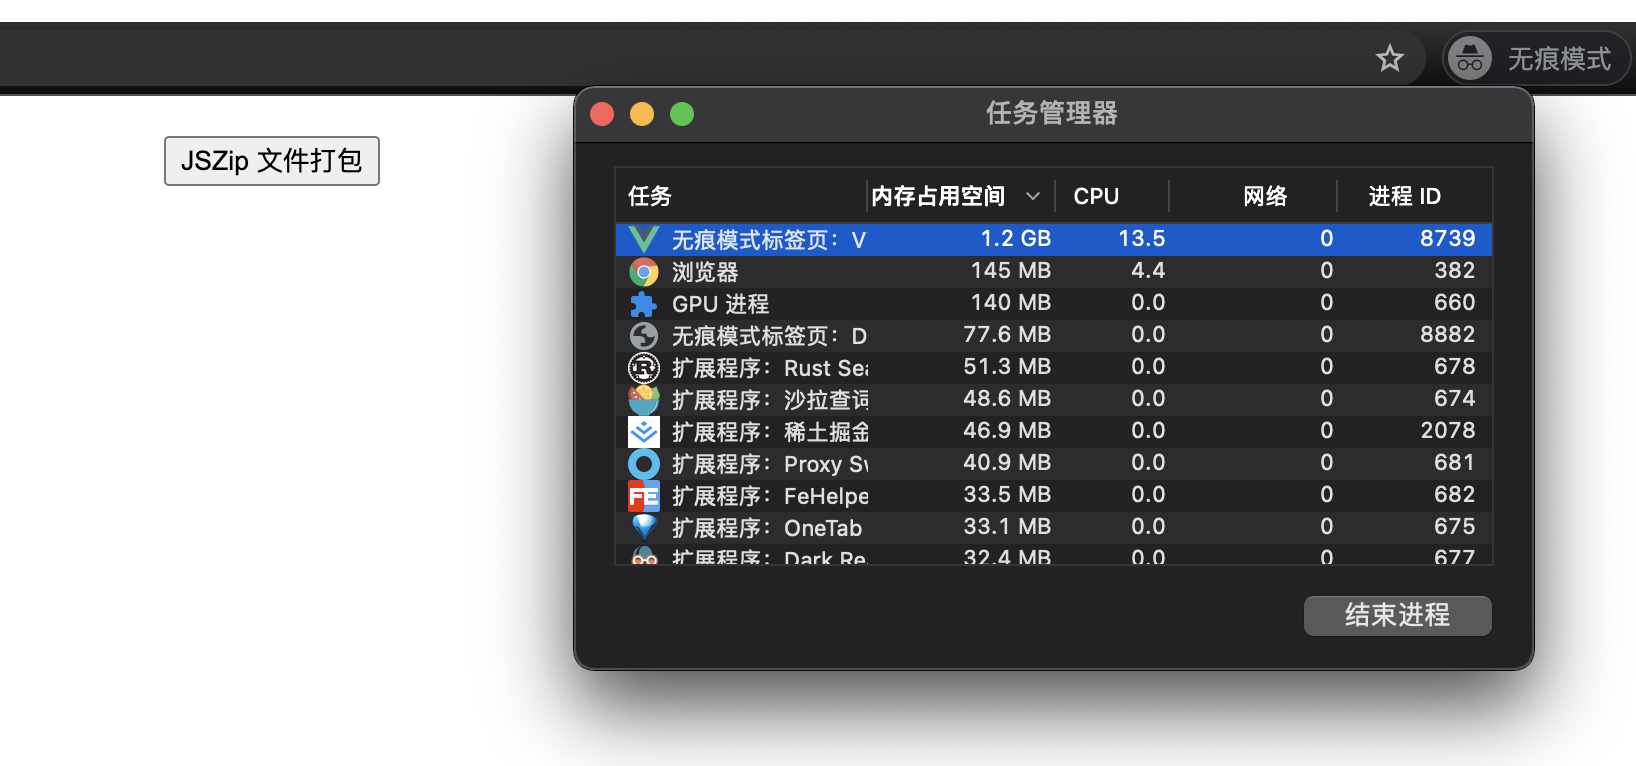 无痕模式
JSZip 文件打包
任务管理器
任务 内存占用空间 CPU 网络 进程 ID
无痕模式标签页：V 1.2 GB 13.5 0 8739
浏览器 145 MB 4.4 0 382
GPU 进程 140 MB 0.0 0 660
无痕模式标签页：D 77.6 MB 0.0 0 8882
扩展程序：Rust Sea 51.3 MB 0.0 0 678
扩展程序：沙拉查词 48.6 MB 0.0 0 674
扩展程序：稀土掘金 46.9 MB 0.0 0 2078
扩展程序：Proxy Sw 40.9 MB 0.0 0 681
扩展程序：FeHelpe 33.5 MB 0.0 0 682
扩展程序：OneTab 33.1 MB 0.0 0 675
扩展程序：Dark Re 32.4 MB 0.0 0 677
结束进程